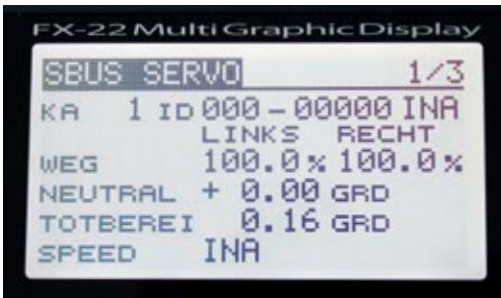 FX-22 Multi Graphic Display
SBUS SERVO 1/3
KA 1 ID 000-00000 INA
LINKS RECHT
WEG 100.0% 100.0%
NEUTRAL + 0.00 GRD
TOTBEREI 0.16 GRD
SPEED INA